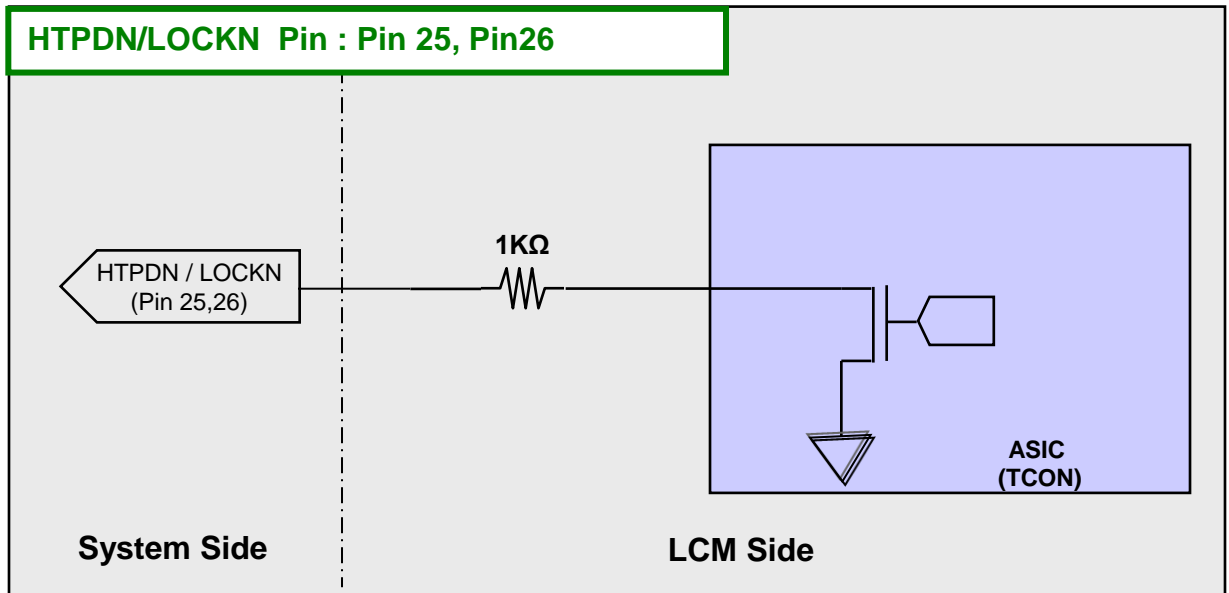 HTPDN/LOCKN Pin : Pin 25, Pin26
1KΩ
HTPDN / LOCKN
(Pin 25,26)
ASIC
(TCON)
System Side
LCM Side